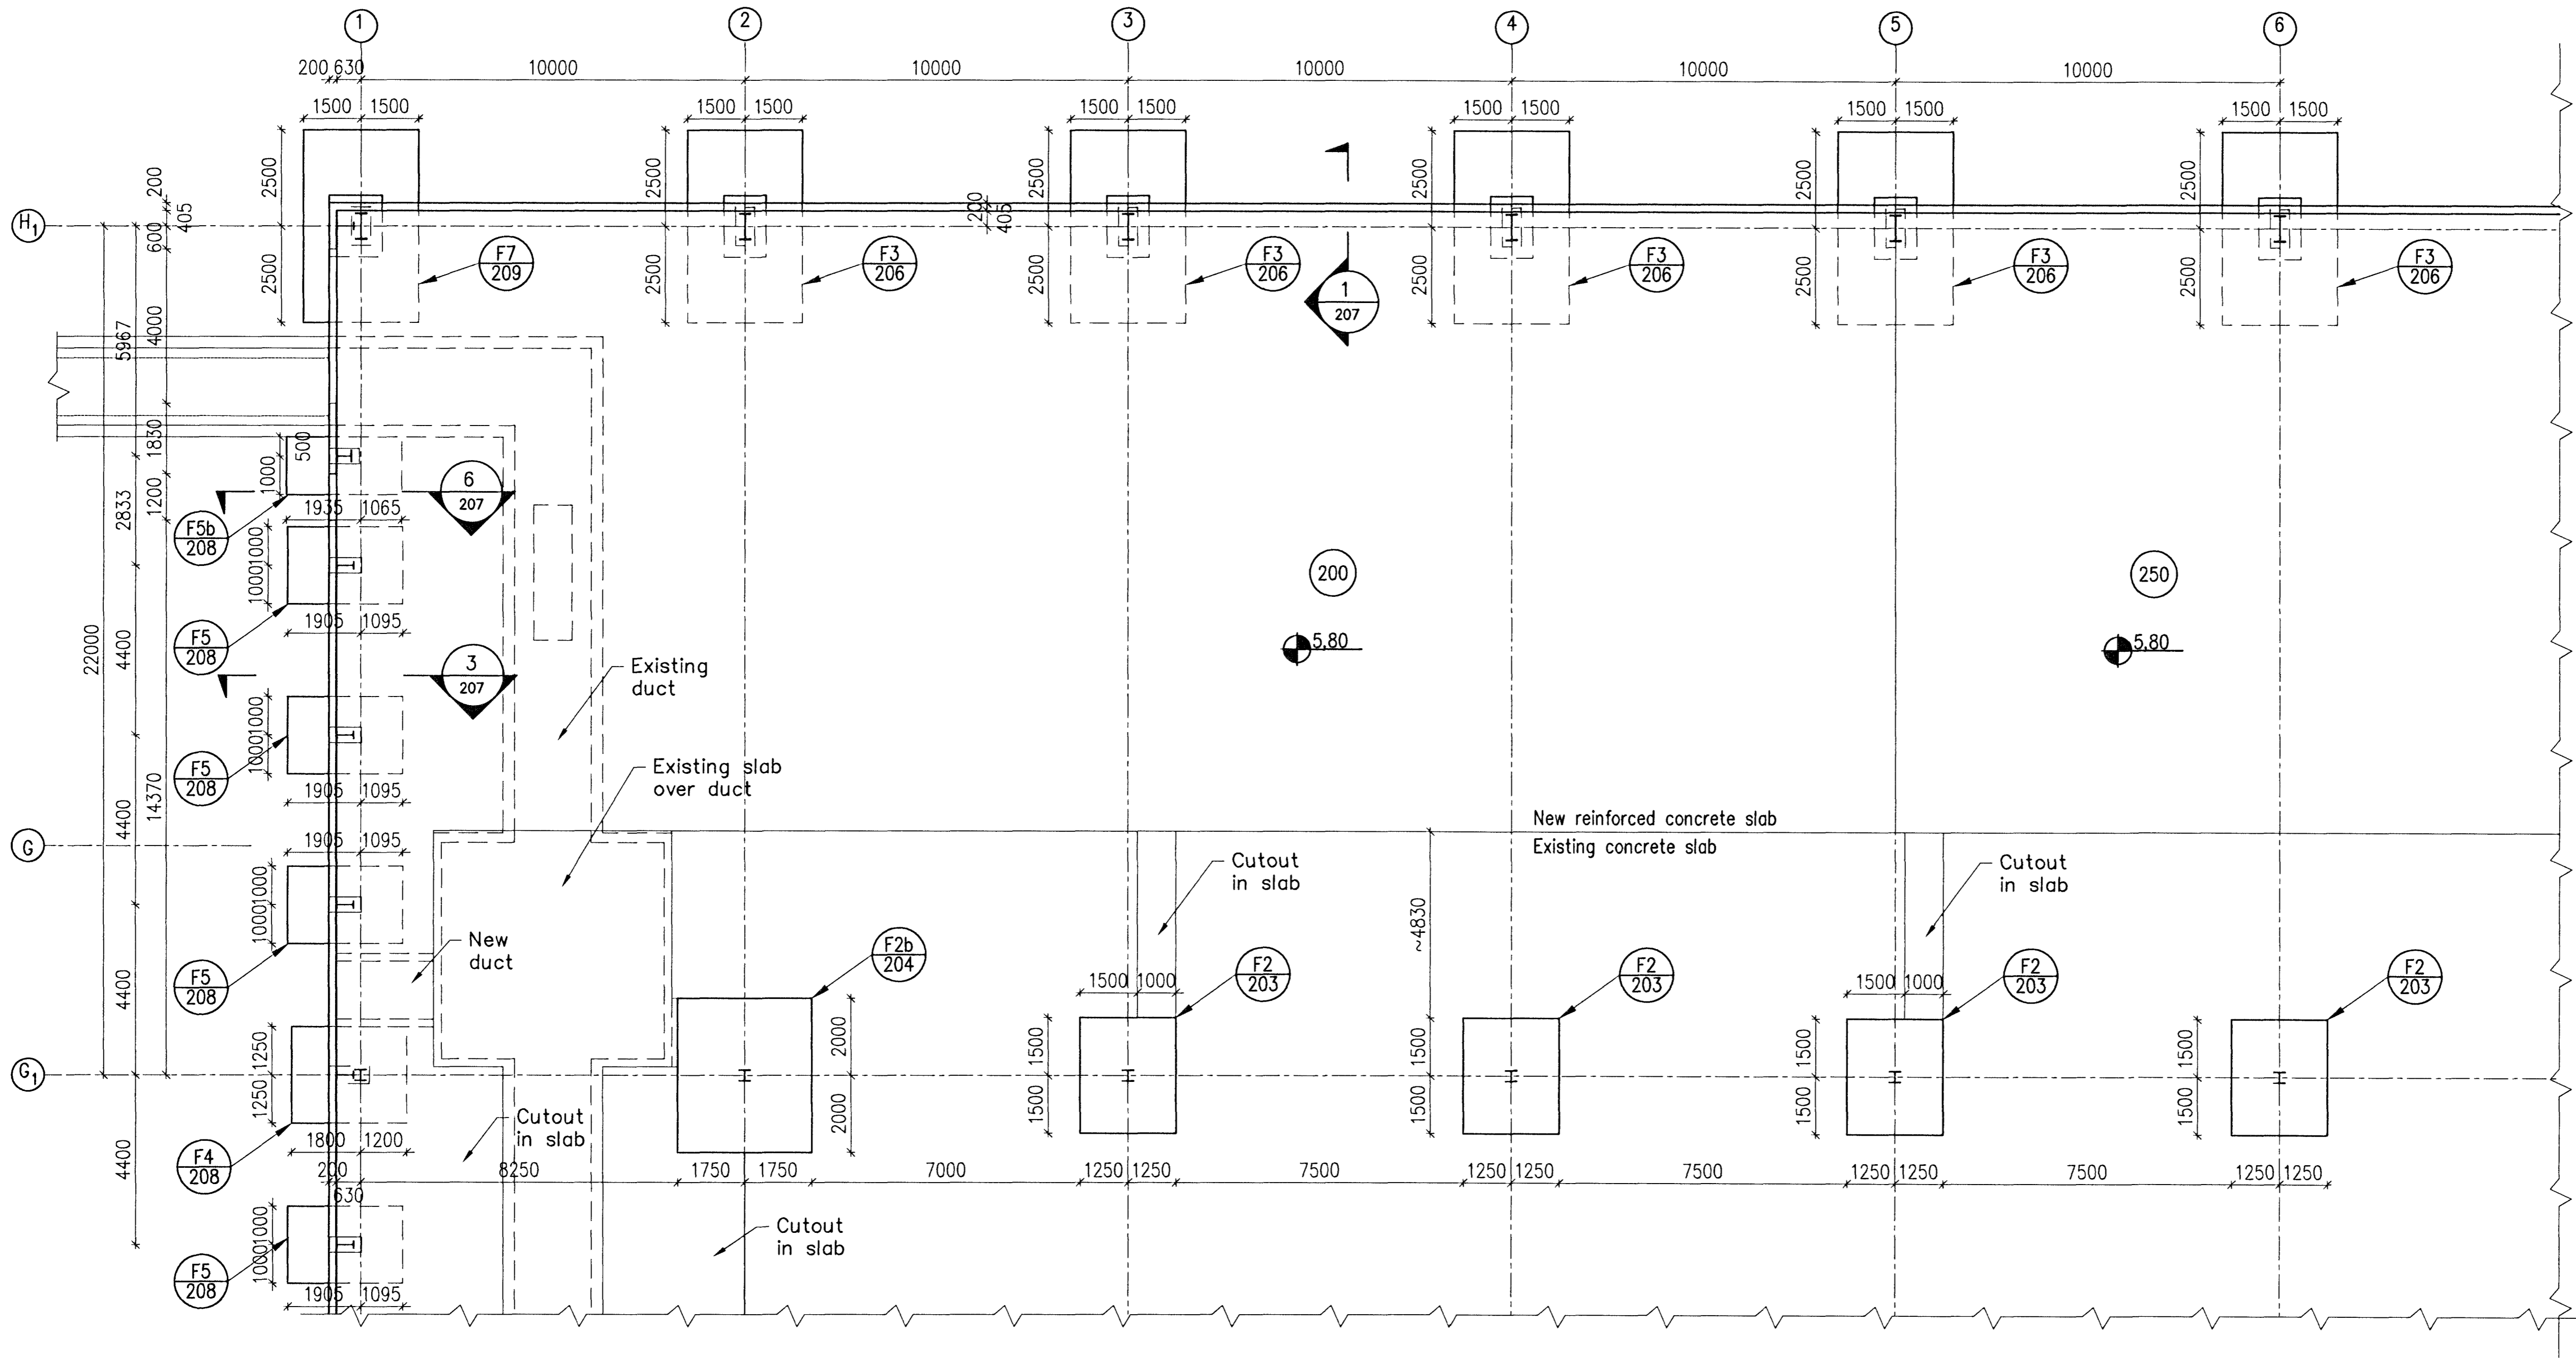 1 2 3 4 5 6
200 630 10000 10000 10000 10000 10000
1500 1500 1500 1500 1500 1500 1500 1500 1500 1500 1500 1500
2500 2500 2500 2500 2500 2500
200
405
600
200
405
H1
F7
209
F3
206
F3
206
F3
206
F3
206
F3
206
2500 2500 2500 2500 2500 2500
1
207
5967
4000
1830
500
1000
6
207
2833
1200
1935 1065
F5b
208
1000 1000
200
250
1905 1095
F5
208
5,80
5,80
22000
4400
3
207
Existing
duct
1000 1000
F5
208
Existing slab
over duct
1905 1095
14370
4400
New reinforced concrete slab
Existing concrete slab
G
1905 1095
Cutout
in slab
Cutout
in slab
1000 1000
~4830
New
duct
F2b
204
F2
203
F2
203
F2
203
F2
203
F5
208
1500 1000
1500 1000
4400
1250
2000
1500
1500
1500
1500
G1
1250
2000
1500
1500
1500
1500
Cutout
in slab
1800 1200
F4
208
4400
200 8250 1750 1750 7000 1250 1250 7500 1250 1250 7500 1250 1250 7500 1250 1250
630
1000 1000
Cutout
in slab
F5
208
1905 1095